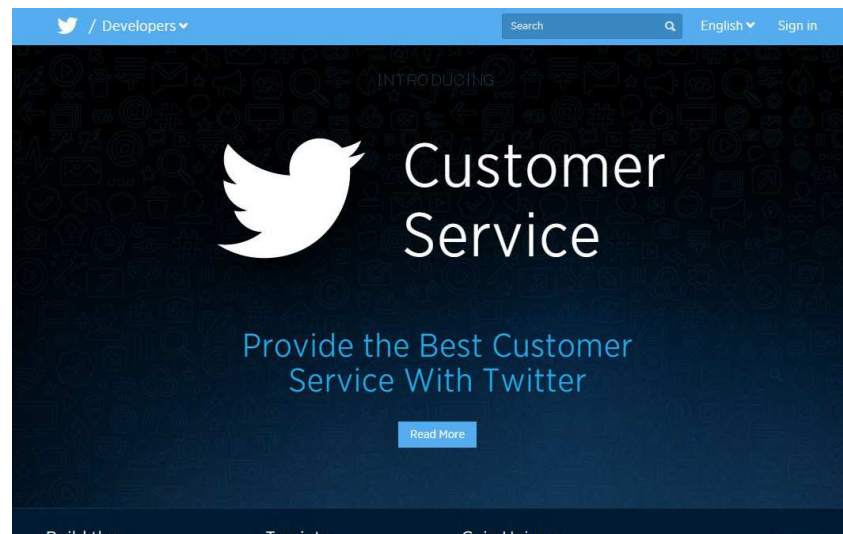 / Developers
Search
English
Sign in
INTRODUCING
Customer
Service
Provide the Best Customer
Service With Twitter
Read More